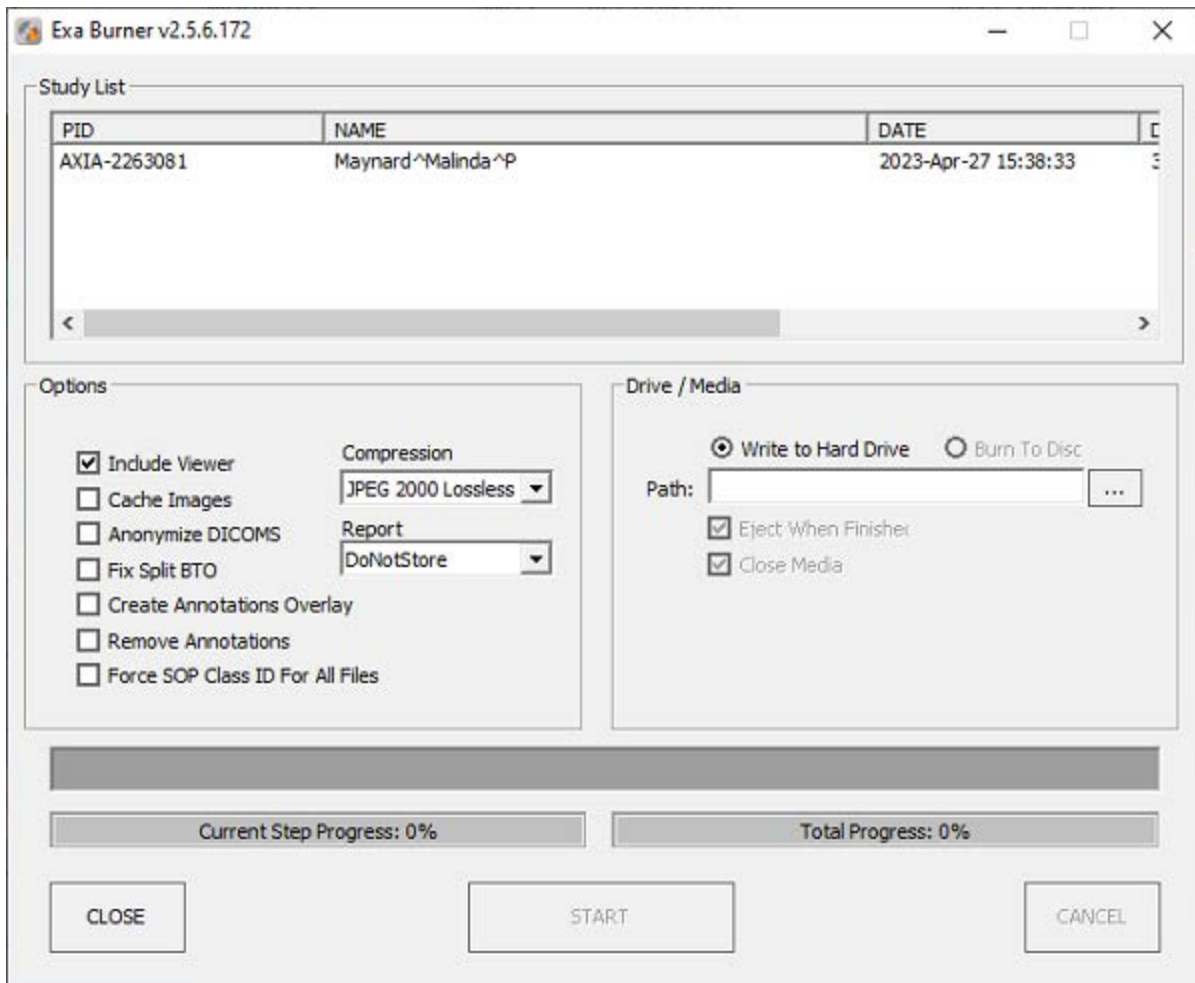 Exa Burner v2.5.6.172
Study List
PID NAME DATE
AXIA-2263081 Maynard^Malinda^P 2023-Apr-27 15:38:33
Options
Include Viewer
Cache Images
Anonymize DICOMS
Fix Split BTO
Create Annotations Overlay
Remove Annotations
Force SOP Class ID For All Files
Compression
JPEG 2000 Lossless
Report
DoNotStore
Drive / Media
Write to Hard Drive Burn To Disc
Path: ...
Eject When Finished
Close Media
Current Step Progress: 0% Total Progress: 0%
CLOSE START CANCEL